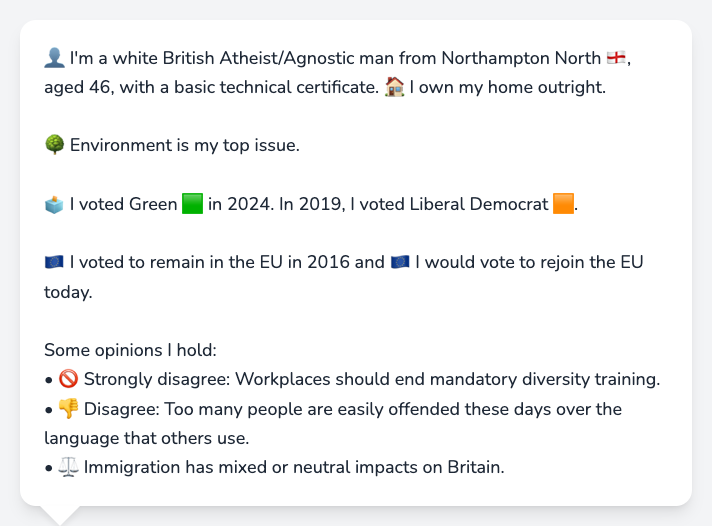 👤 I'm a white British Atheist/Agnostic man from Northampton North 🏴󠁧󠁢󠁥󠁮󠁧󠁿,
aged 46, with a basic technical certificate. 🏠 I own my home outright.
🌳 Environment is my top issue.
🗳️ I voted Green 🟩 in 2024. In 2019, I voted Liberal Democrat 🟧.
🇪🇺 I voted to remain in the EU in 2016 and 🇪🇺 I would vote to rejoin the EU
today.
Some opinions I hold:
• 🚫 Strongly disagree: Workplaces should end mandatory diversity training.
• 👎 Disagree: Too many people are easily offended these days over the
language that others use.
• ⚖️ Immigration has mixed or neutral impacts on Britain.